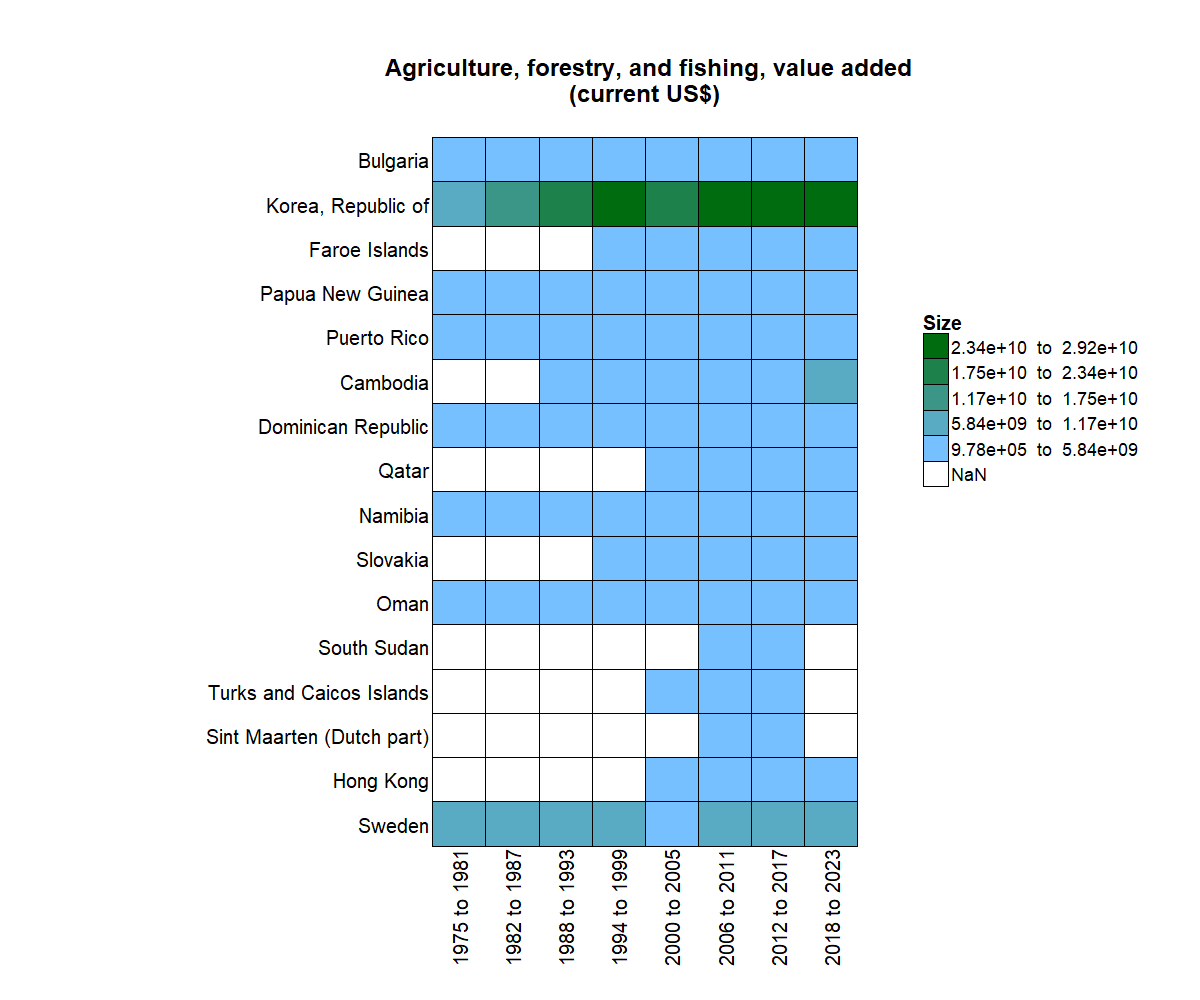 Agriculture, forestry, and fishing, value added
(current US$)
Bulgaria
Korea, Republic of
Faroe Islands
Papua New Guinea
Puerto Rico
Cambodia
Dominican Republic
Qatar
Namibia
Slovakia
Oman
South Sudan
Turks and Caicos Islands
Sint Maarten (Dutch part)
Hong Kong
Sweden
1975 to 1981
1982 to 1987
1988 to 1993
1994 to 1999
2000 to 2005
2006 to 2011
2012 to 2017
2018 to 2023
Size
2.34e+10 to 2.92e+10
1.75e+10 to 2.34e+10
1.17e+10 to 1.75e+10
5.84e+09 to 1.17e+10
9.78e+05 to 5.84e+09
NaN